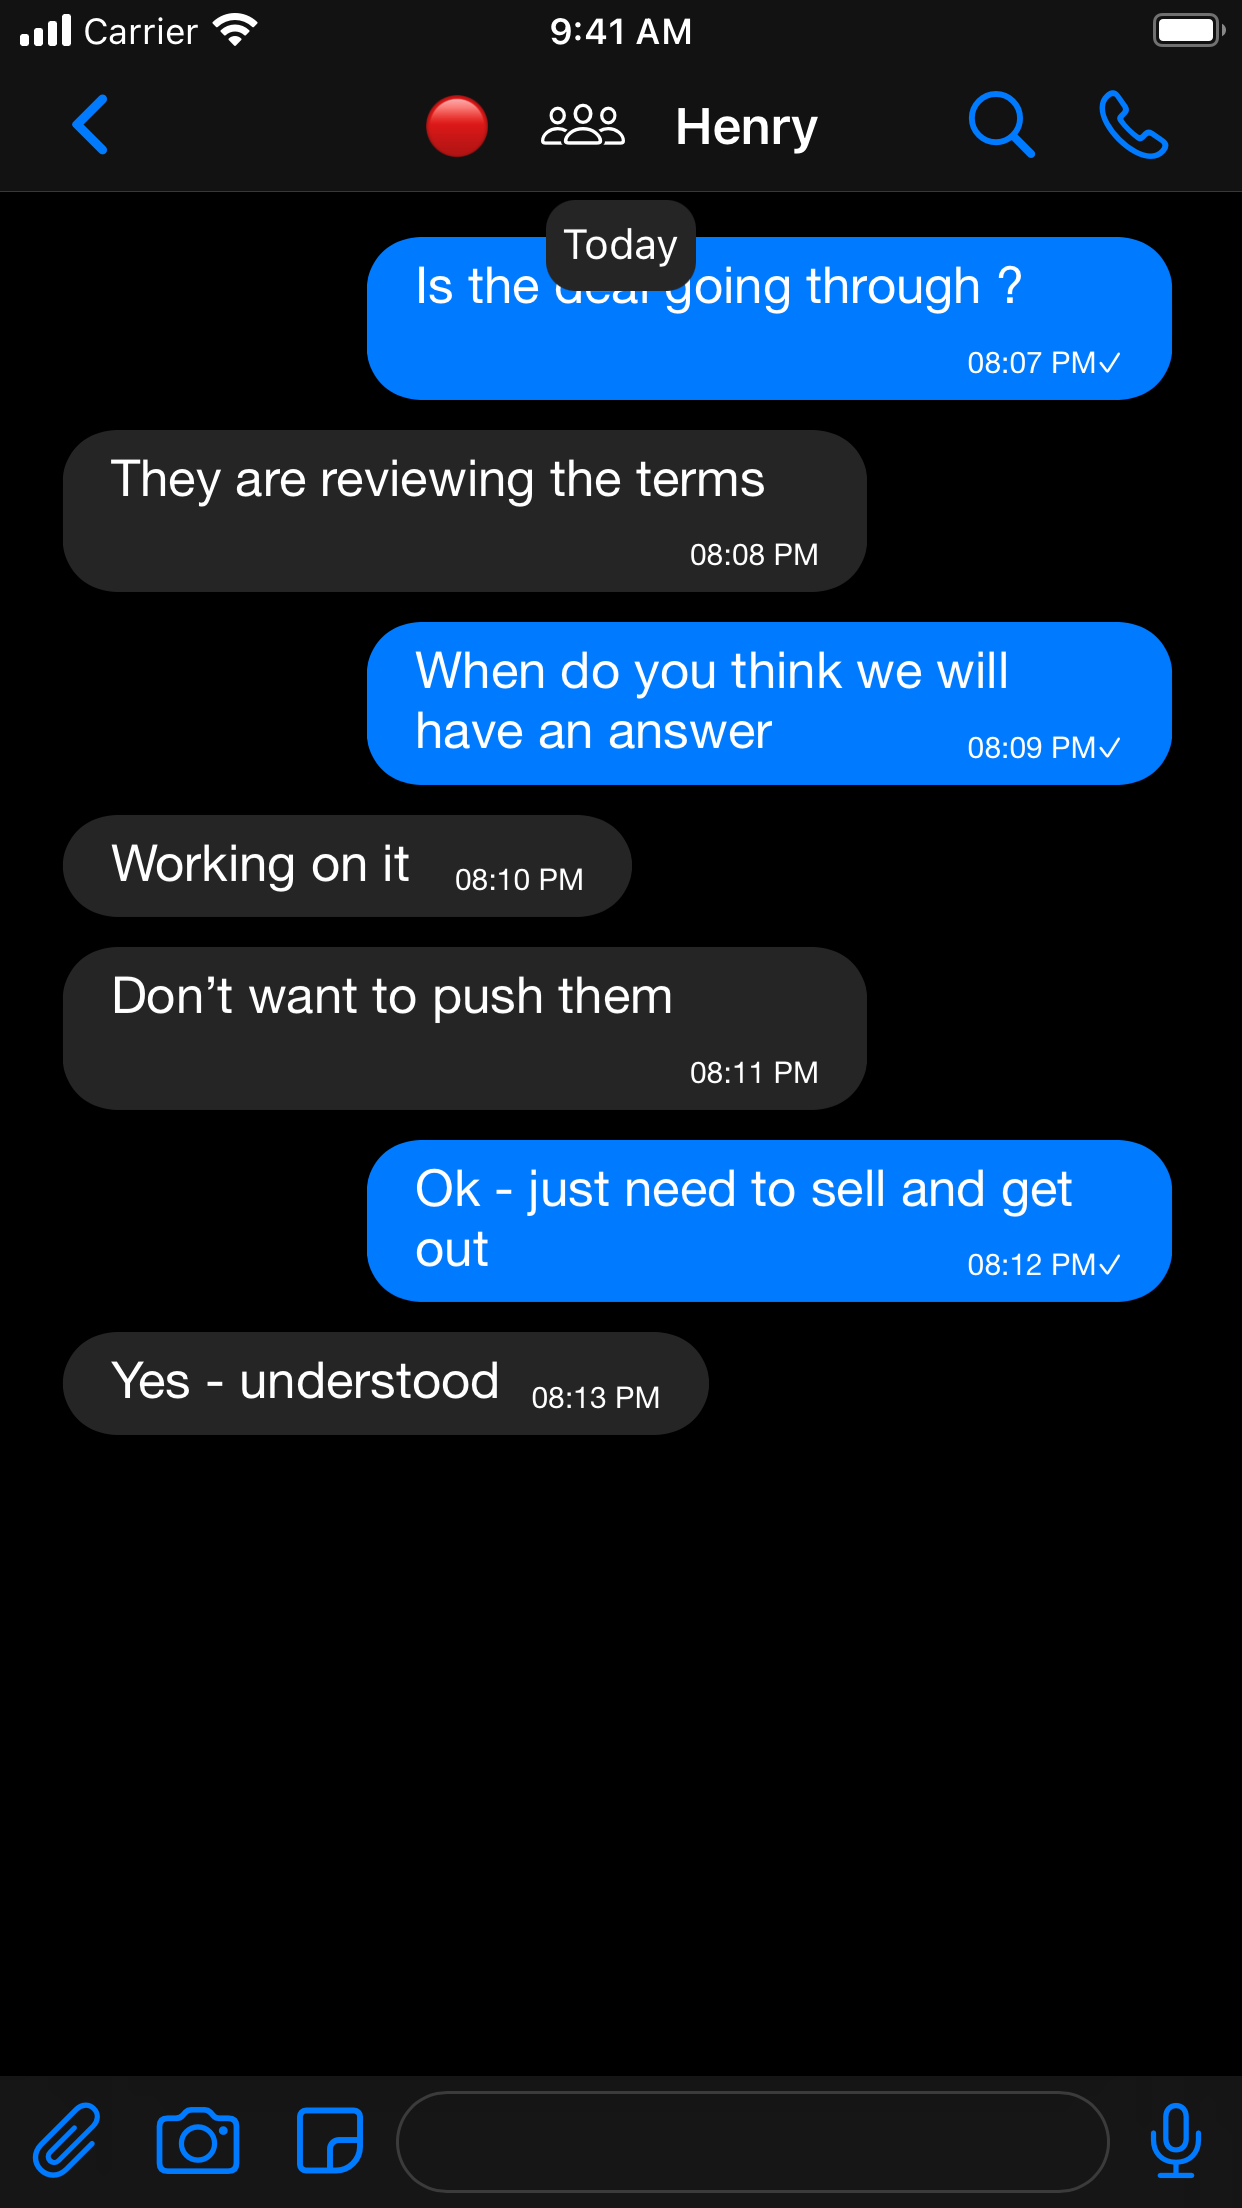 Carrier
9:41 AM
Henry
Today
Is the going through ?
08:07 PM✓
They are reviewing the terms
08:08 PM
When do you think we will
have an answer
08:09 PM✓
Working on it
08:10 PM
Don’t want to push them
08:11 PM
Ok - just need to sell and get
out
08:12 PM✓
Yes - understood
08:13 PM